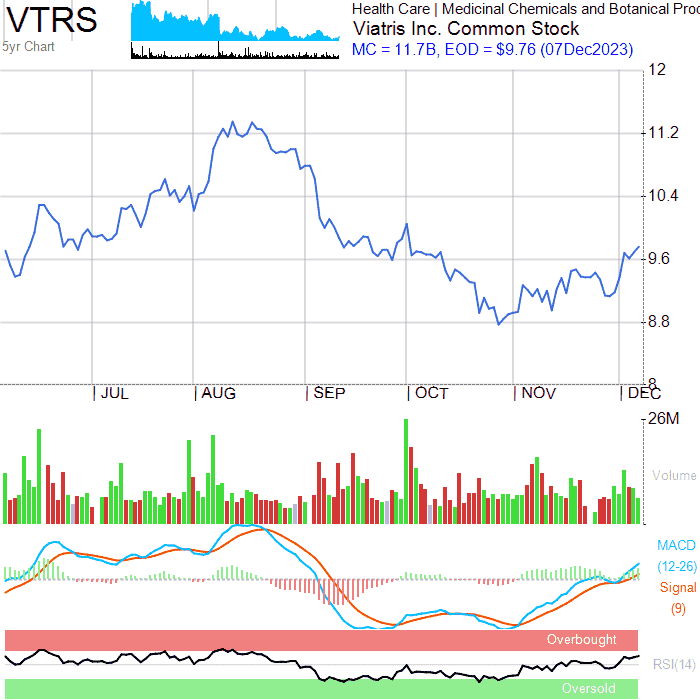 VTRS
5yr Chart
Health Care | Medicinal Chemicals and Botanical Proc
Viatris Inc. Common Stock
MC = 11.7B, EOD = $9.76 (07Dec2023)
12
11.2
10.4
9.6
8.8
8
JUL AUG SEP OCT NOV DEC
26M
Volume
MACD
(12-26)
Signal
(9)
Overbought
RSI(14)
Oversold